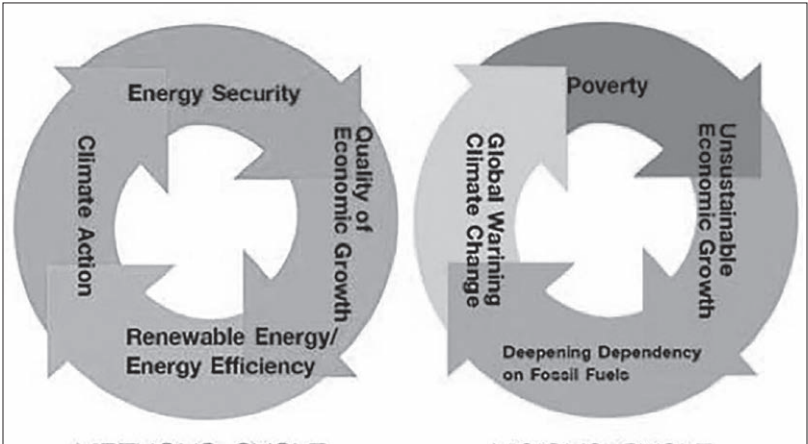 Energy Security
Quality of
Economic Growth
Renewable Energy/
Energy Efficiency
Climate Action
Poverty
Unsustainable
Economic Growth
Deepening Dependency
on Fossil Fuels
Global Warining
Climate Change